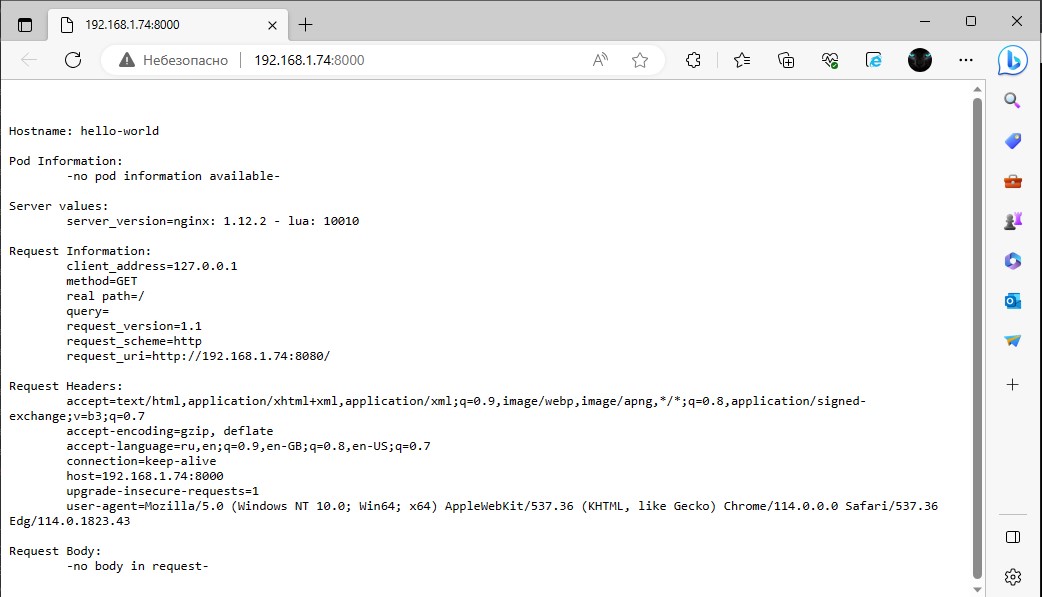 192.168.1.74:8000
Небезопасно
192.168.1.74:8000
Hostname: hello-world
Pod Information:
-no pod information available-
Server values:
server_version=nginx: 1.12.2 - lua: 10010
Request Information:
client_address=127.0.0.1
method=GET
real path=/
query=
request_version=1.1
request_scheme=http
request_uri=http://192.168.1.74:8080/
Request Headers:
accept=text/html,application/xhtml+xml,application/xml;q=0.9,image/webp,image/apng,*/*;q=0.8,application/signed-
exchange;v=b3;q=0.7
accept-encoding=gzip, deflate
accept-language=ru,en;q=0.9,en-GB;q=0.8,en-US;q=0.7
connection=keep-alive
host=192.168.1.74:8000
upgrade-insecure-requests=1
user-agent=Mozilla/5.0 (Windows NT 10.0; Win64; x64) AppleWebKit/537.36 (KHTML, like Gecko) Chrome/114.0.0.0 Safari/537.36
Edg/114.0.1823.43
Request Body:
-no body in request-